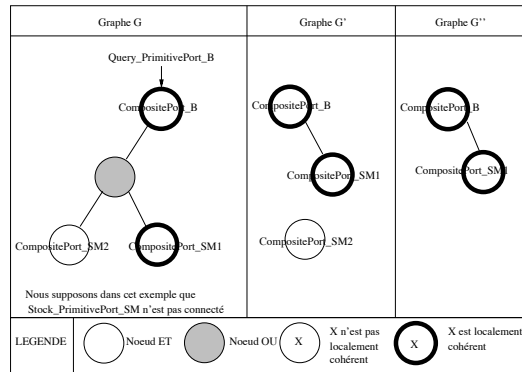 Graphe G
Graphe G'
Graphe G''
Query_PrimitivePort_B
CompositePort_B
CompositePort_SM2
CompositePort_SM1
Nous supposons dans cet exemple que
Stock_PrimitivePort_SM n'est pas connecté
CompositePort_B
CompositePort_SM1
CompositePort_SM2
CompositePort_B
CompositePort_SM1
LEGENDE
Noeud ET
Noeud OU
X
X n'est pas
localement
cohérent
X
X est localement
cohérent